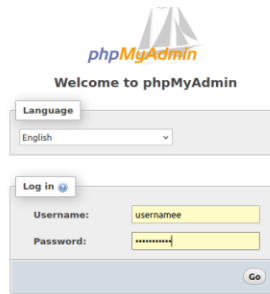 phpMyAdmin
Welcome to phpMyAdmin
Language
English
Log in
Username: usernamee
Password: •••••••••••
Go